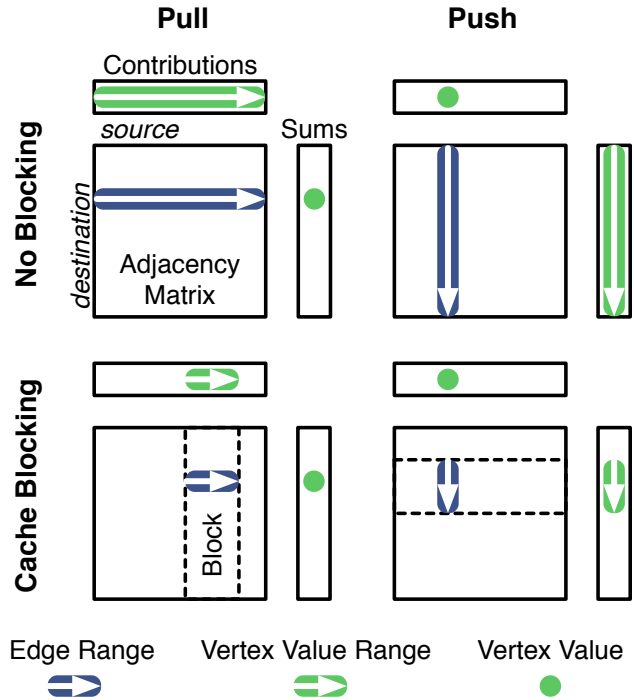 Pull
Push
Contributions
source
Sums
No Blocking
destination
Adjacency
Matrix
Cache Blocking
Block
Edge Range
Vertex Value Range
Vertex Value